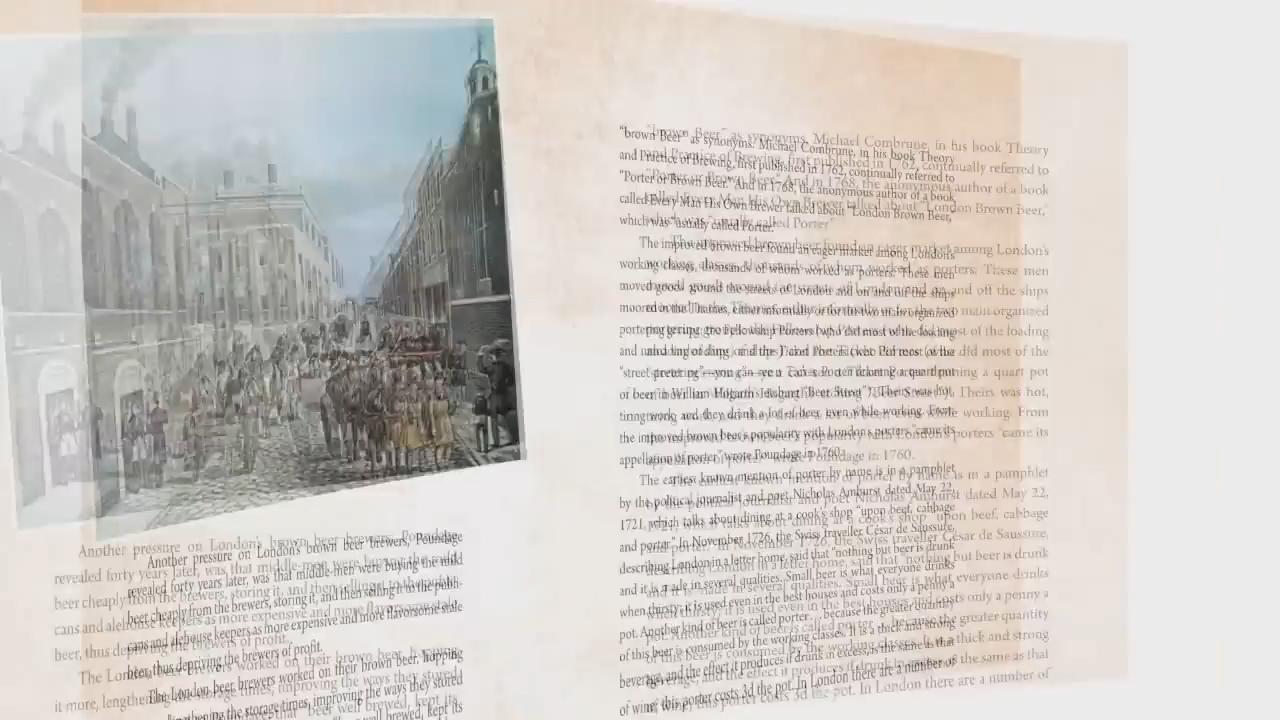 Another pressure on London's brown beer brewers, Poundage
revealed forty years later, was that middle-men were buying the mild
beer cheaply from the brewers, storing it, and then selling it to the publi-
cans and alehouse keepers as more expensive and more flavorsome stale
beer, thus depriving the brewers of profit.
The London beer brewers worked on their brown beer, hopping
it more, lengthening the storage times, improving the ways they stored
beer well brewed, kept its
"brown Beer" as synonyms. Michael Combrune, in his book Theory
and Practice of Brewing, first published in 1762, continually referred to
"Porter or Brown Beer." And in 1768, the anonymous author of a book
called Every Man His Own Brewer talked about "London Brown Beer,"
which was "usually called Porter."
The improved brown beer found an eager market among London's
working classes, thousands of whom worked as porters. These men
moved goods around the streets of London and on and off the ships
moored in the Thames, either informally or for the two main organized
portering groups, the Fellowship Porters (who did most of the loading
and unloading of ships) and the Ticket Porters (who did most of the
"street portering"—you can see a Ticket Porter downing a quart pot
of beer in William Hogarth's "Beer Street"). Theirs was hot,
tiring work, and they drank a lot of beer even while working. From
the improved brown beer's popularity with London's porters "came its
appellation of porter" wrote Poundage in 1760.
The earliest known mention of porter by name is in a pamphlet
by the political journalist and poet Nicholas Amhurst dated May 22,
1721, which talks about dining at a cook's shop "upon beef, cabbage
and porter." In November 1726, the Swiss traveller César de Saussure,
describing London in a letter home, said that "nothing but beer is drunk
and it is made in several qualities. Small beer is what everyone drinks
when thirsty; it is used even in the best houses and costs only a penny a
pot. Another kind of beer is called porter... because the greater quantity
of this beer is consumed by the working classes. It is a thick and strong
beverage, and the effect it produces if drunk in excess is the same as that
of wine; this porter costs 3d the pot. In London there are a number of